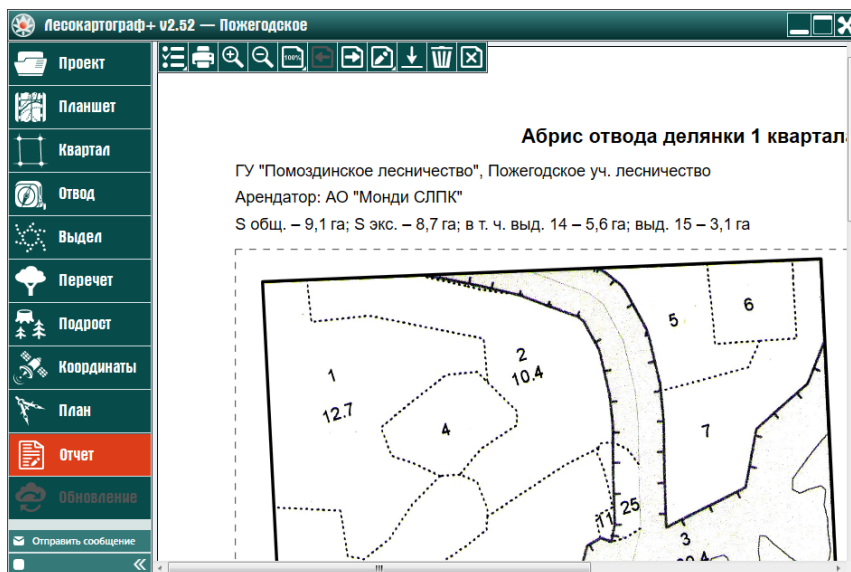 Лесокартограф+ v2.52 — Пожегодское
Проект
Планшет
Квартал
Отвод
Выдел
Перечет
Подрост
Координаты
План
Отчет
Обновление
Отправить сообщение
100%
Абрис отвода делянки 1 квартал
ГУ "Помоздинское лесничество", Пожегодское уч. лесничество
Арендатор: АО "Монди СЛПК"
S общ. – 9,1 га; S экс. – 8,7 га; в т. ч. выд. 14 – 5,6 га; выд. 15 – 3,1 га
1
12.7
2
10.4
4
5
6
7
11
25
3